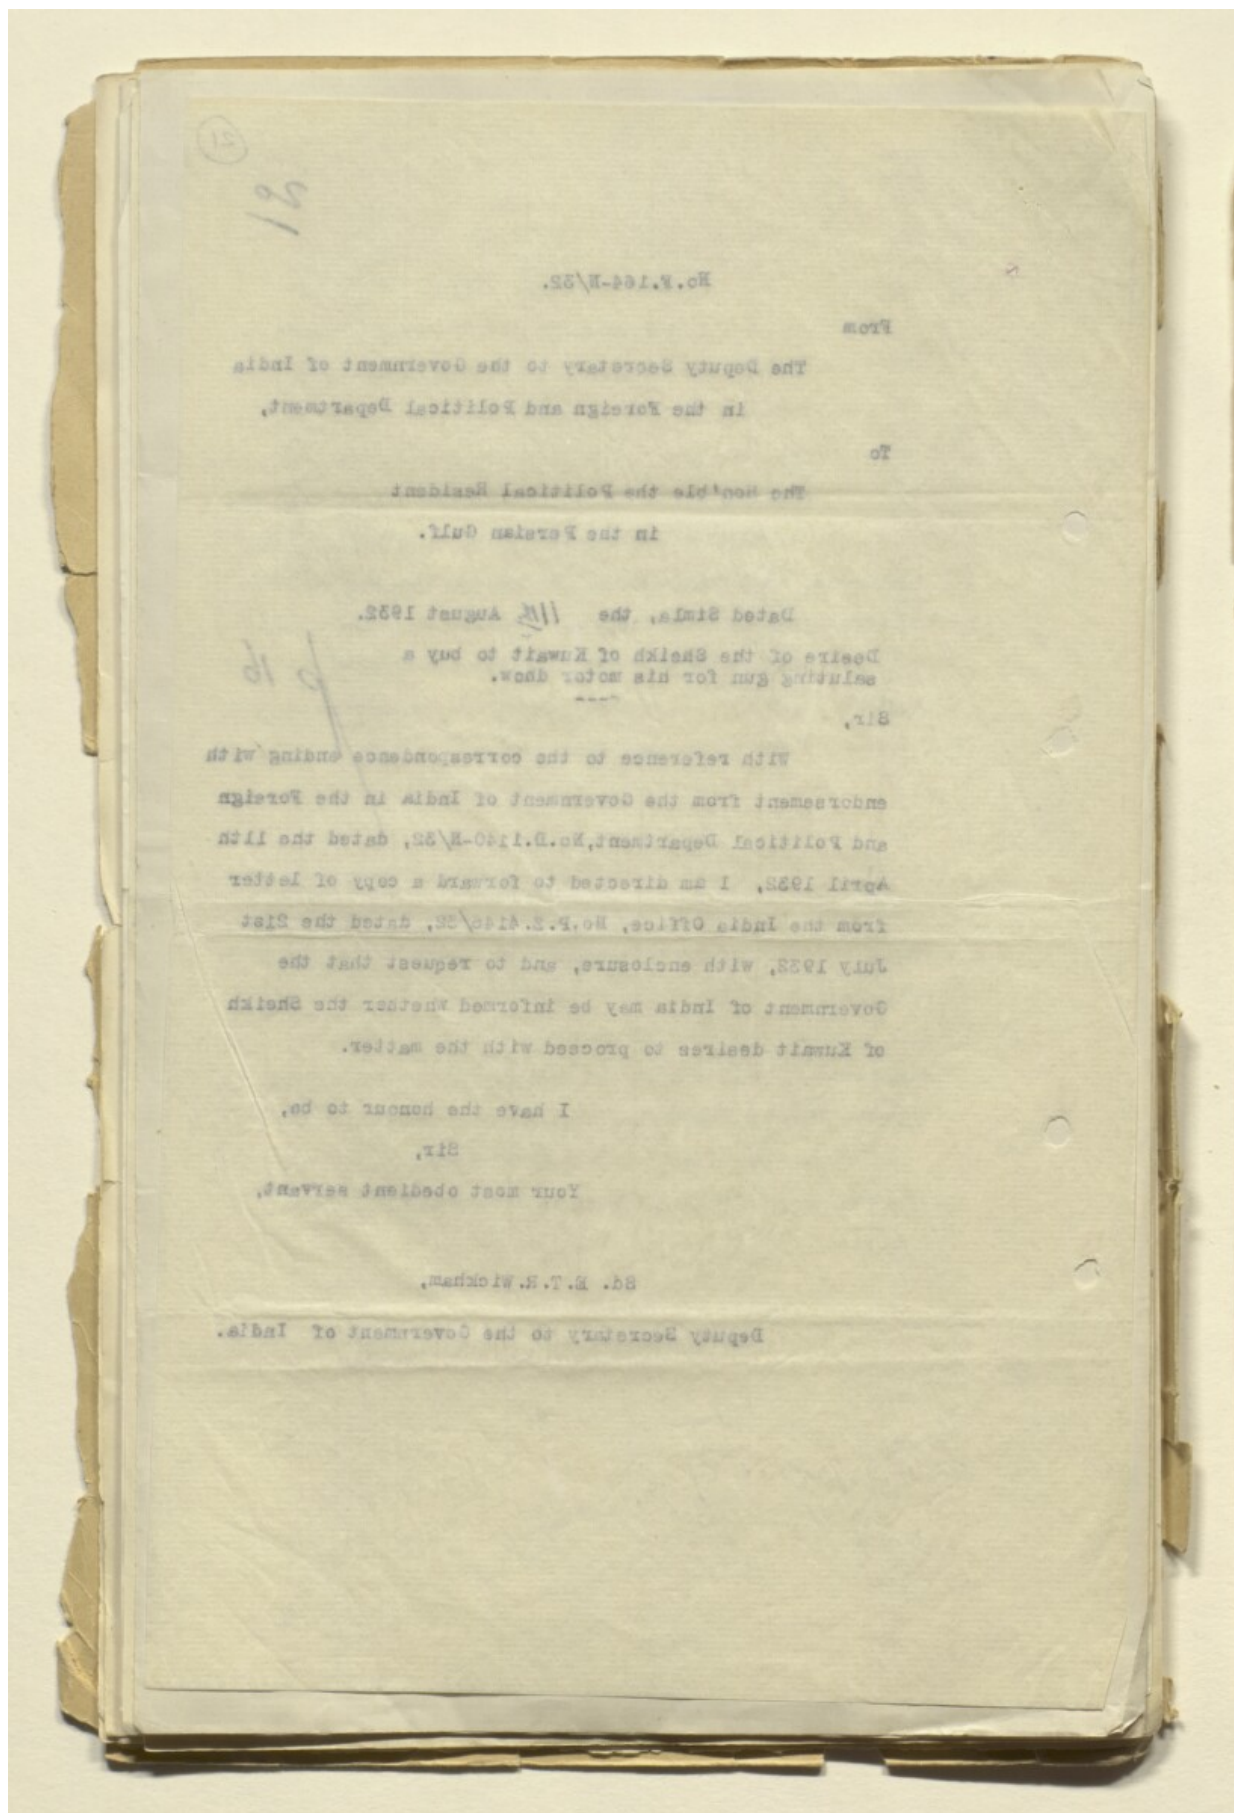 21
21
No.F.164-N/32.
From
The Deputy Secretary to the Government of India
in the Foreign and Political Department,
To
The Hon'ble the Political Resident
in the Persian Gulf.
Dated Simla, the 11th August 1932.
p 16
Desire of the Sheikh of Kuwait to buy a
saluting gun for his motor dhow.
----
Sir,
With reference to the correspondence ending with
endorsement from the Government of India in the Foreign
and Political Department, No.D.1140-N/32, dated the 11th
April 1932, I am directed to forward a copy of letter
from the India Office, No.P.Z. dated the 21st
July 1932, with enclosure, and to request that the
Government of India may be informed whether the Sheikh
of Kuwait desires to proceed with the matter.
I have the honour to be,
Sir,
Your most obedient servant,
Sd. E.T.R.Wickham,
Deputy Secretary to the Government of India.